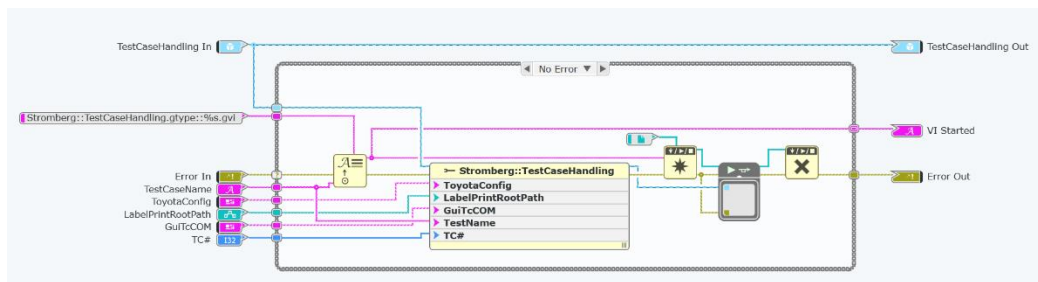 TestCaseHandling In
TestCaseHandling Out
No Error
Stromberg::TestCaseHandling.gtype::%s.gvi
VI Started
Error In
Error Out
TestCaseName
ToyotaConfig
LabelPrintRootPath
GuiTcCOM
TC#
I32
Stromberg::TestCaseHandling
ToyotaConfig
LabelPrintRootPath
GuiTcCOM
TestName
TC#